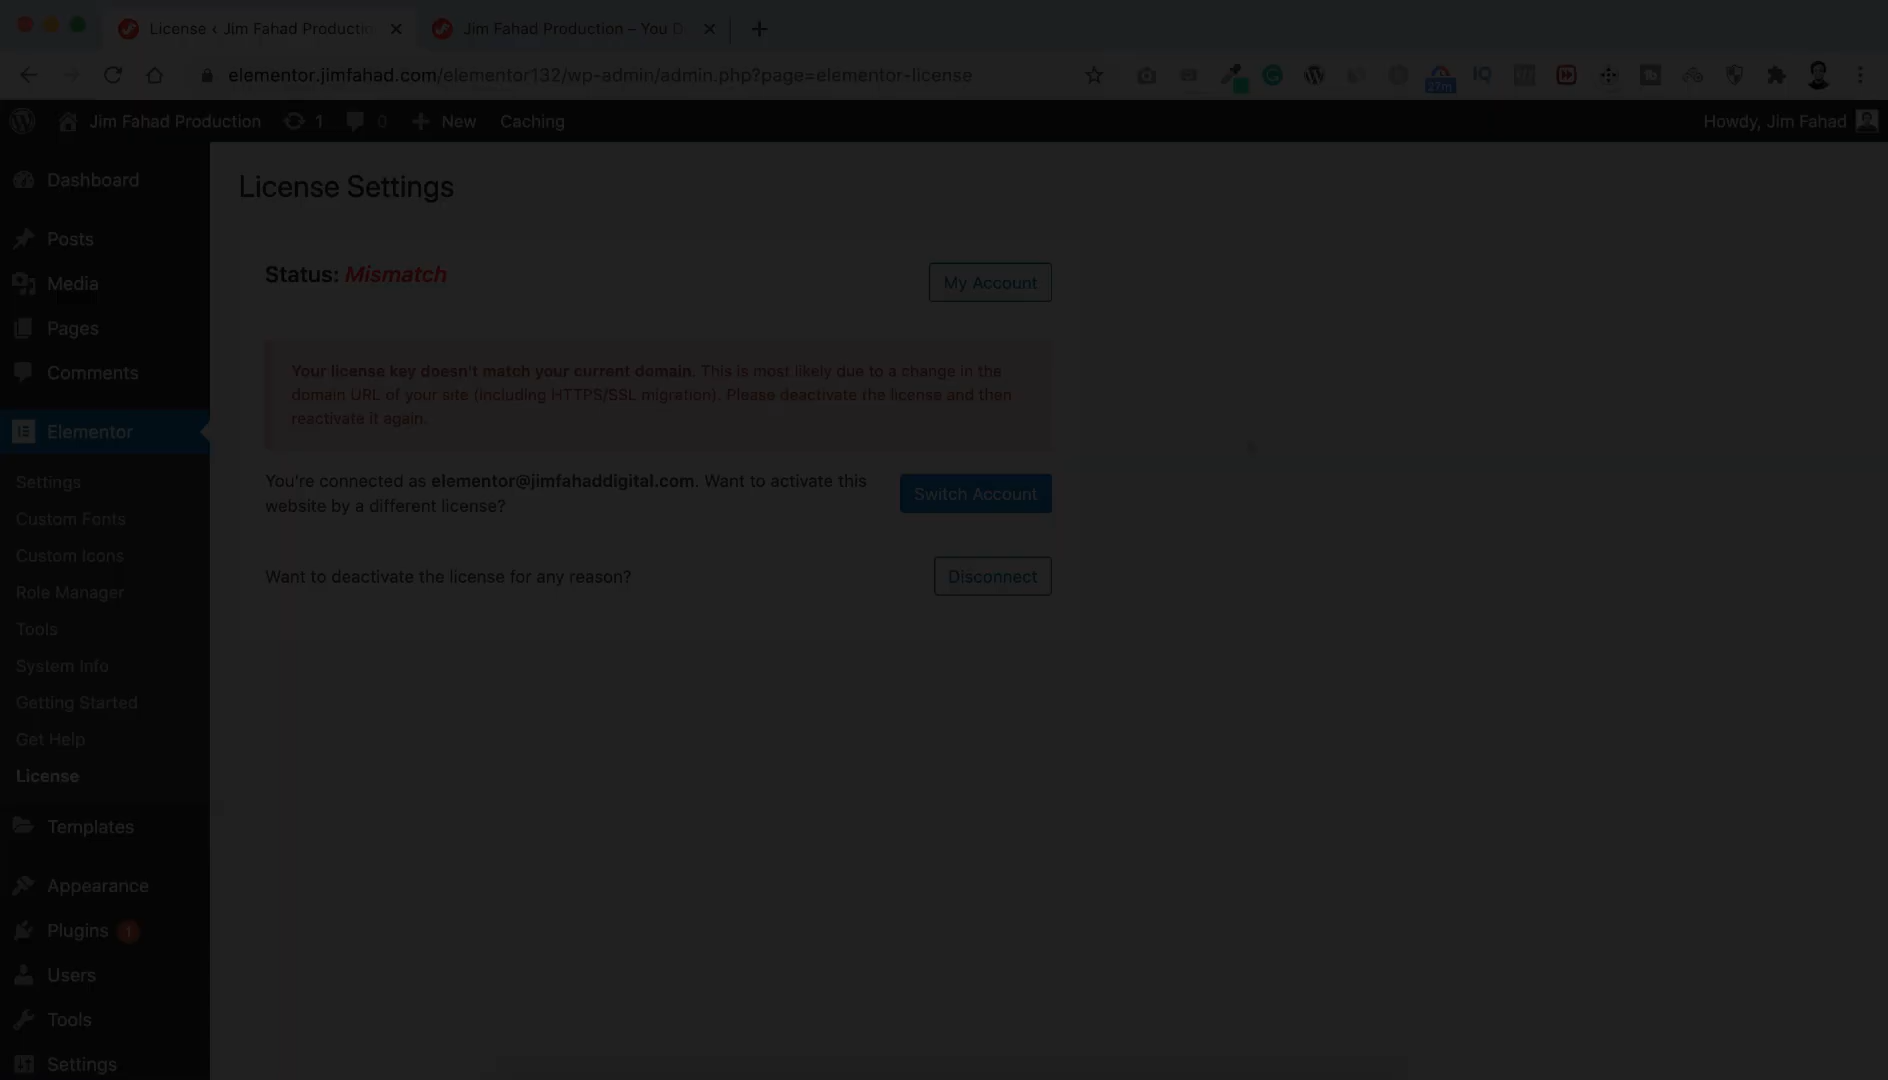 License ‹ Jim Fahad Productio
Jim Fahad Production – You D
elementor.jimfahad.com/elementor132/wp-admin/admin.php?page=elementor-license
27m
IQ
Jim Fahad Production
1
0
New
Caching
Howdy, Jim Fahad
Dashboard
Posts
Media
Pages
Comments
Elementor
Settings
Custom Fonts
Custom Icons
Role Manager
Tools
System Info
Getting Started
Get Help
License
Templates
Appearance
Plugins 1
Users
Tools
Settings
License Settings
Status: Mismatch
My Account
Your license key doesn't match your current domain. This is most likely due to a change in the
domain URL of your site (including HTTPS/SSL migration). Please deactivate the license and then
reactivate it again.
You're connected as elementor@jimfahaddigital.com. Want to activate this
website by a different license?
Switch Account
Want to deactivate the license for any reason?
Disconnect